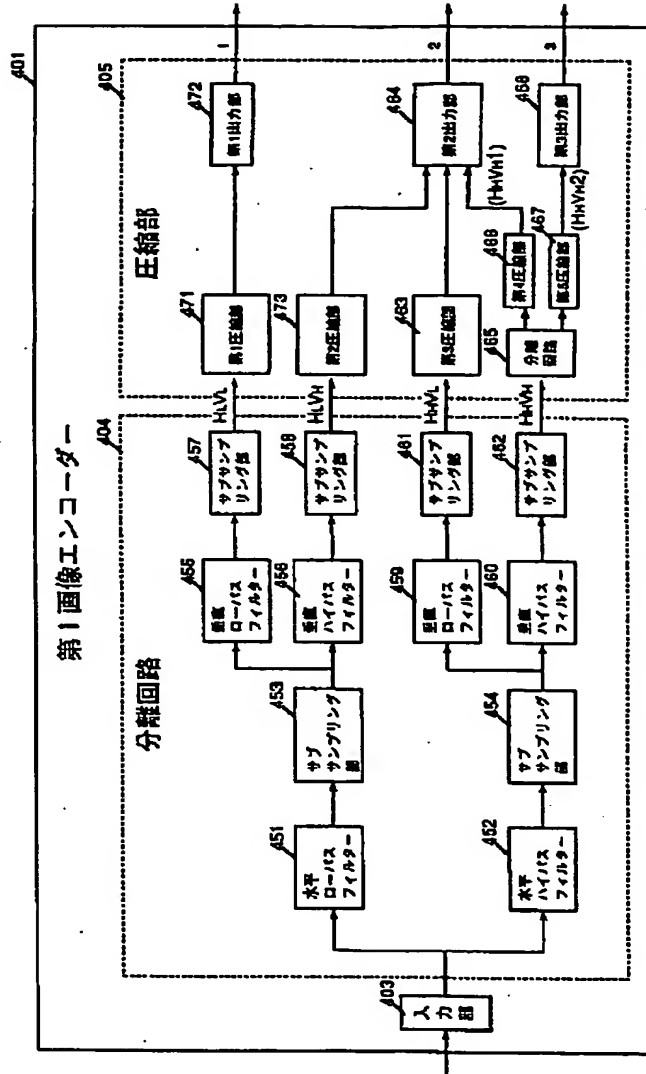 401
第1画像エンコーダー
404
分離回路
405
圧縮部
403
入力部
451
水平
ローパス
フィルター
452
水平
ハイパス
フィルター
453
サブ
サンプリング
部
454
サブ
サンプリング
部
455
垂直
ローパス
フィルター
456
垂直
ハイパス
フィルター
459
垂直
ローパス
フィルター
460
垂直
ハイパス
フィルター
457
サブサンプ
リング部
458
サブサンプ
リング部
461
サブサンプ
リング部
462
サブサンプ
リング部
HLVL
HLVH
HHVL
HHVH
471
第1圧縮部
473
第2圧縮部
463
第3圧縮部
465
分離
回路
466
第4圧縮部
467
第5圧縮部
(HHVH1)
(HHVH2)
472
第1出力部
464
第2出力部
468
第3出力部
1
2
3